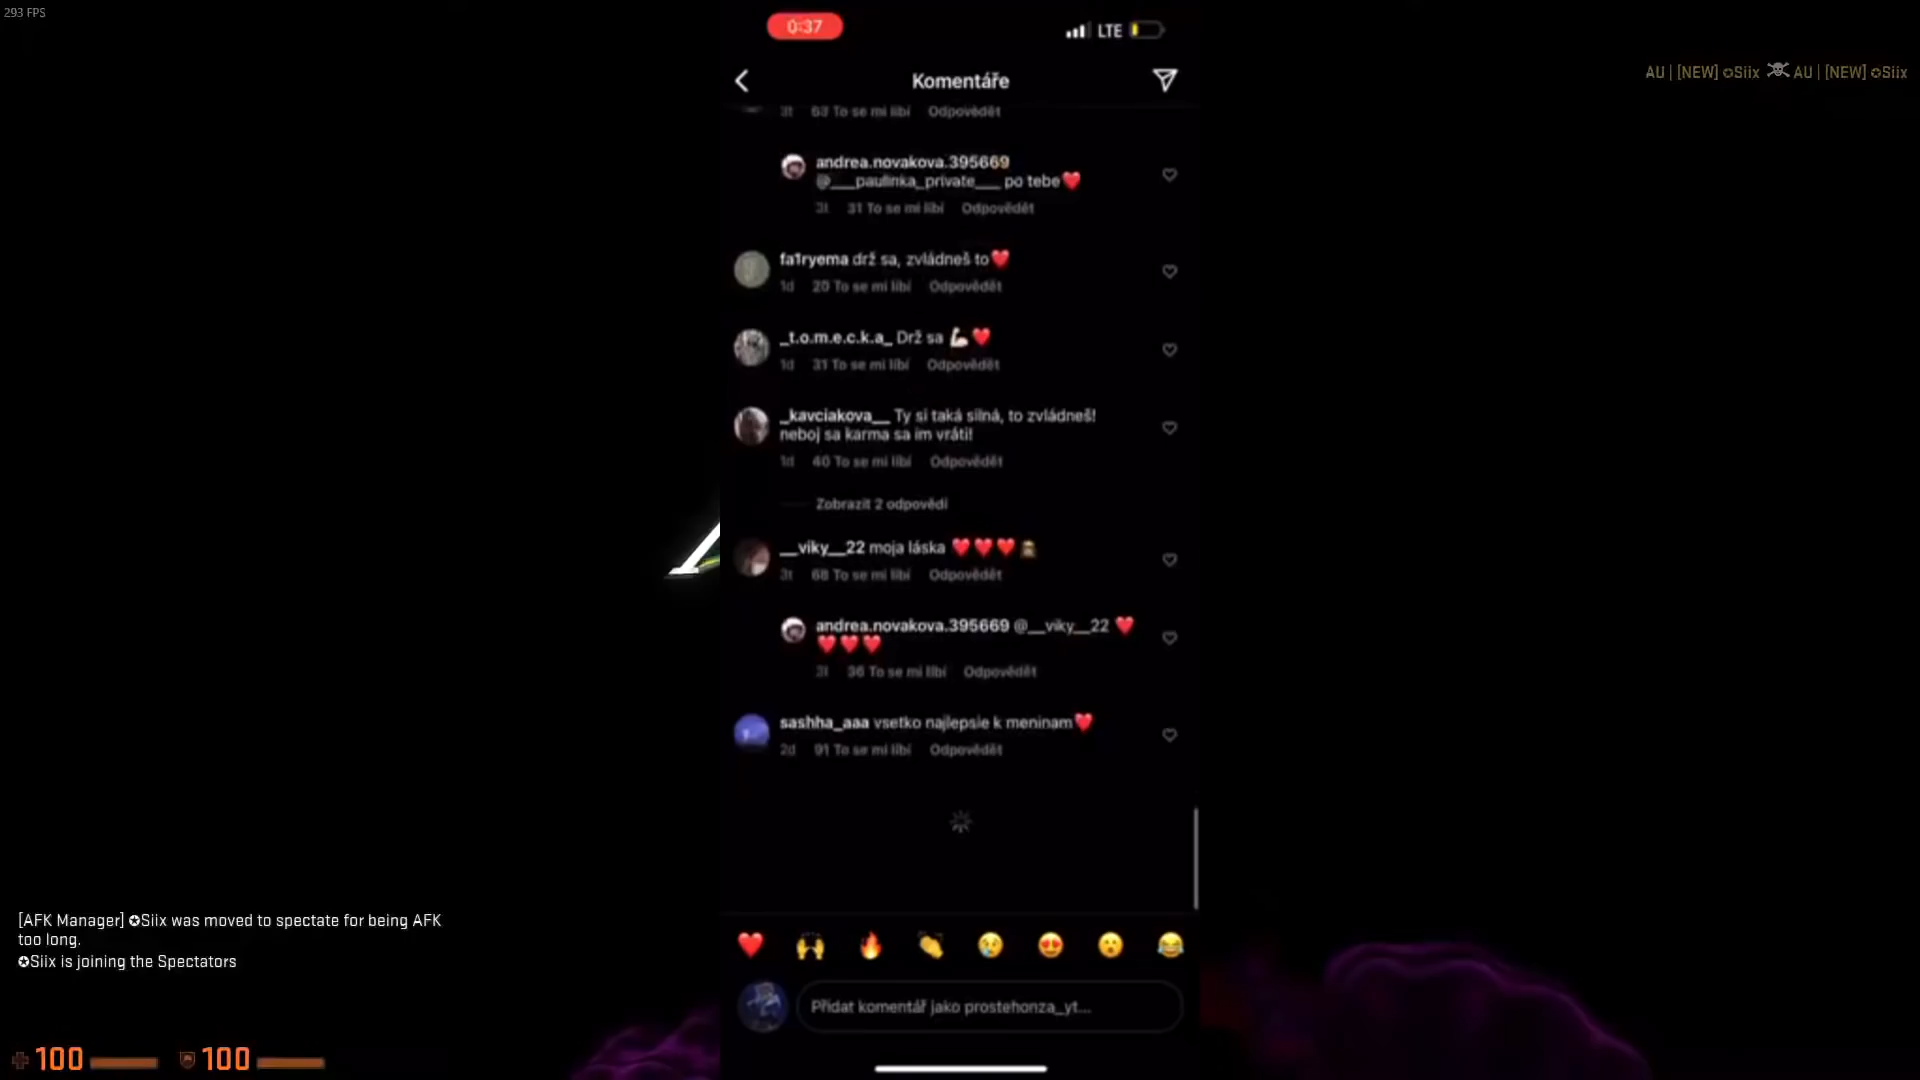 293 FPS
0:37
LTE
Komentáře
AU | [NEW] ✪Siix AU | [NEW] ✪Siix
3t 63 To se mi líbí Odpovědět
andrea.novakova.395669
@___paulinka_private___ po tebe❤️
3t 31 To se mi líbí Odpovědět
fa1ryema drž sa, zvládneš to❤️
1d 20 To se mi líbí Odpovědět
_t.o.m.e.c.k.a_ Drž sa 💪🏻❤️
1d 31 To se mi líbí Odpovědět
_kavciakova__ Ty si taká silná, to zvládneš!
neboj sa karma sa im vráti!
1d 40 To se mi líbí Odpovědět
Zobrazit 2 odpovědi
__viky__22 moja láska ❤️❤️❤️
3t 68 To se mi líbí Odpovědět
andrea.novakova.395669 @__viky__22 ❤️
❤️❤️❤️
3t 36 To se mi líbí Odpovědět
sashha_aaa vsetko najlepsie k meninam❤️
2d 91 To se mi líbí Odpovědět
[AFK Manager] ✪Siix was moved to spectate for being AFK
too long.
✪Siix is joining the Spectators
❤️ 🙌 🔥 👏 😢 😍 😮 😂
Přidat komentář jako prostehonza_yt...
100 100